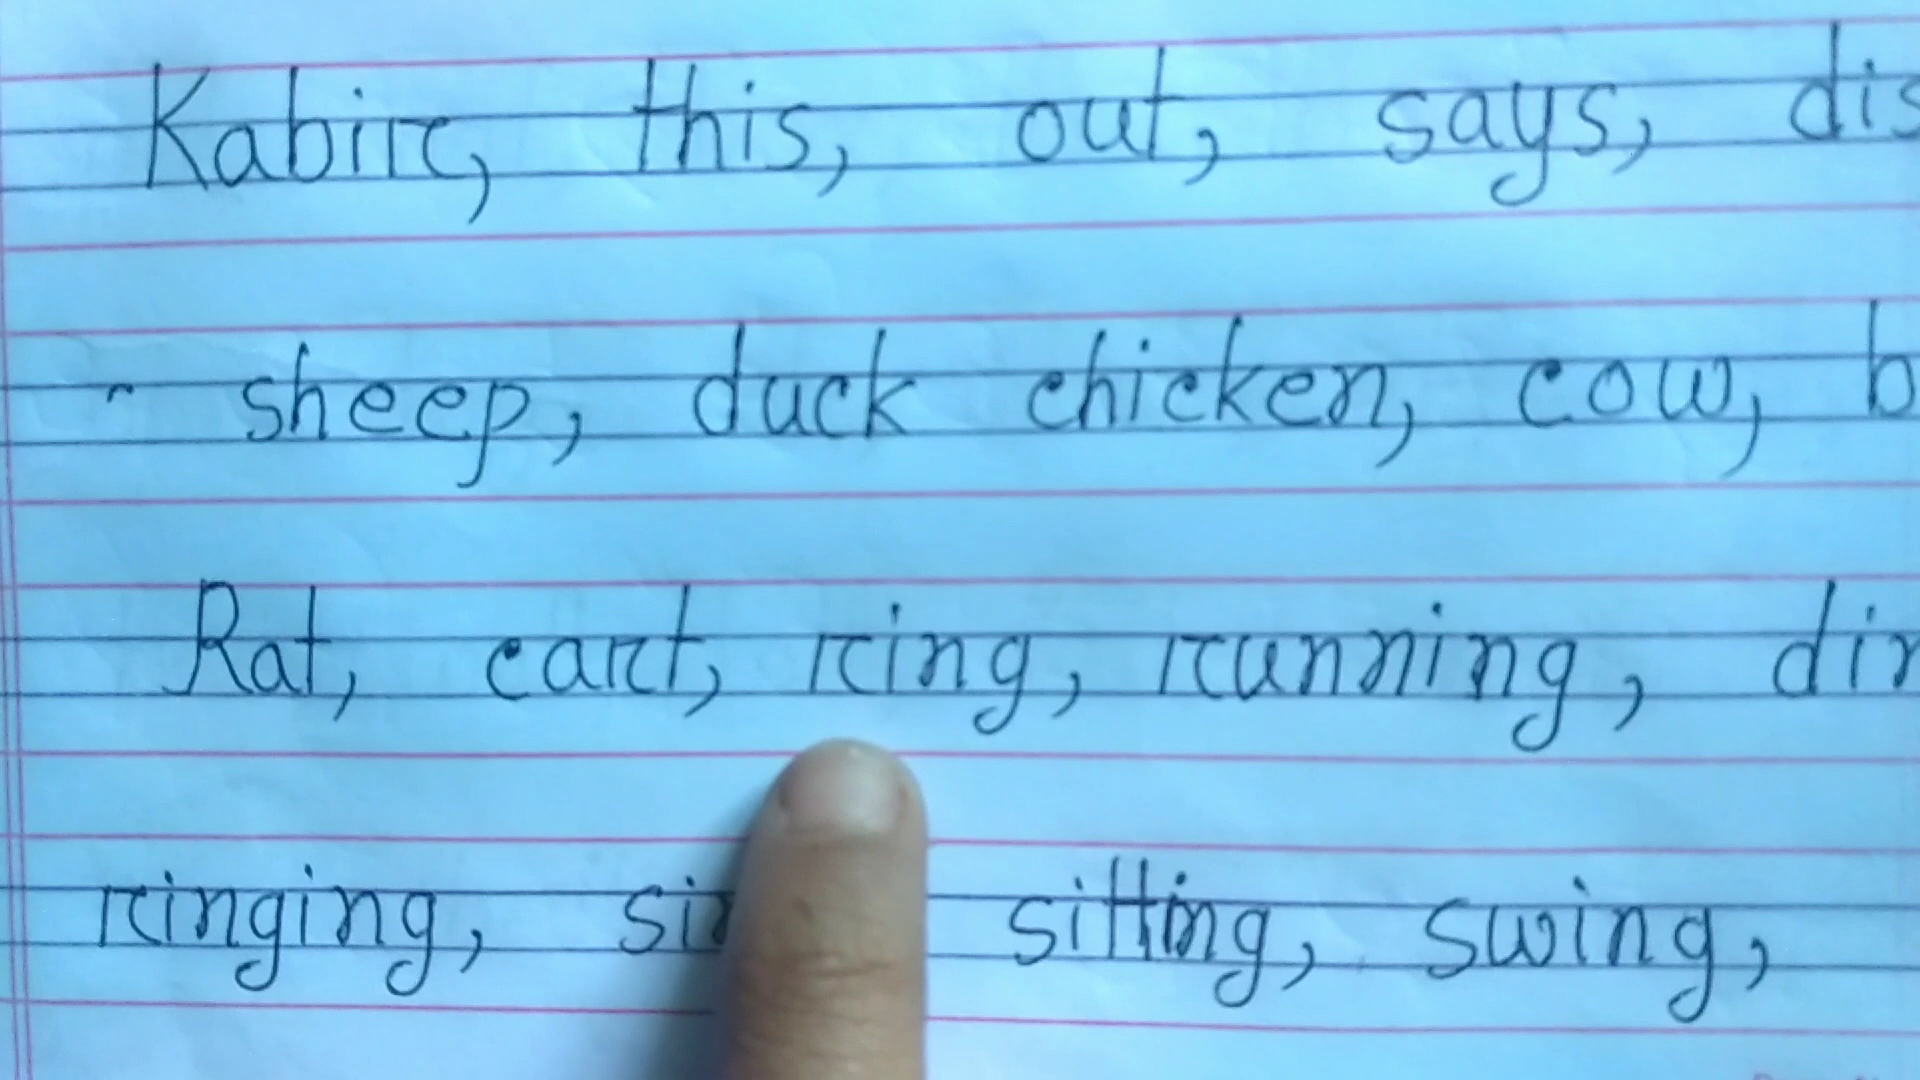 Kabir, this, out, says,
sheep, duck chicken, cow,
Rat, cart, ring, running,
ringing, sitting, swing,